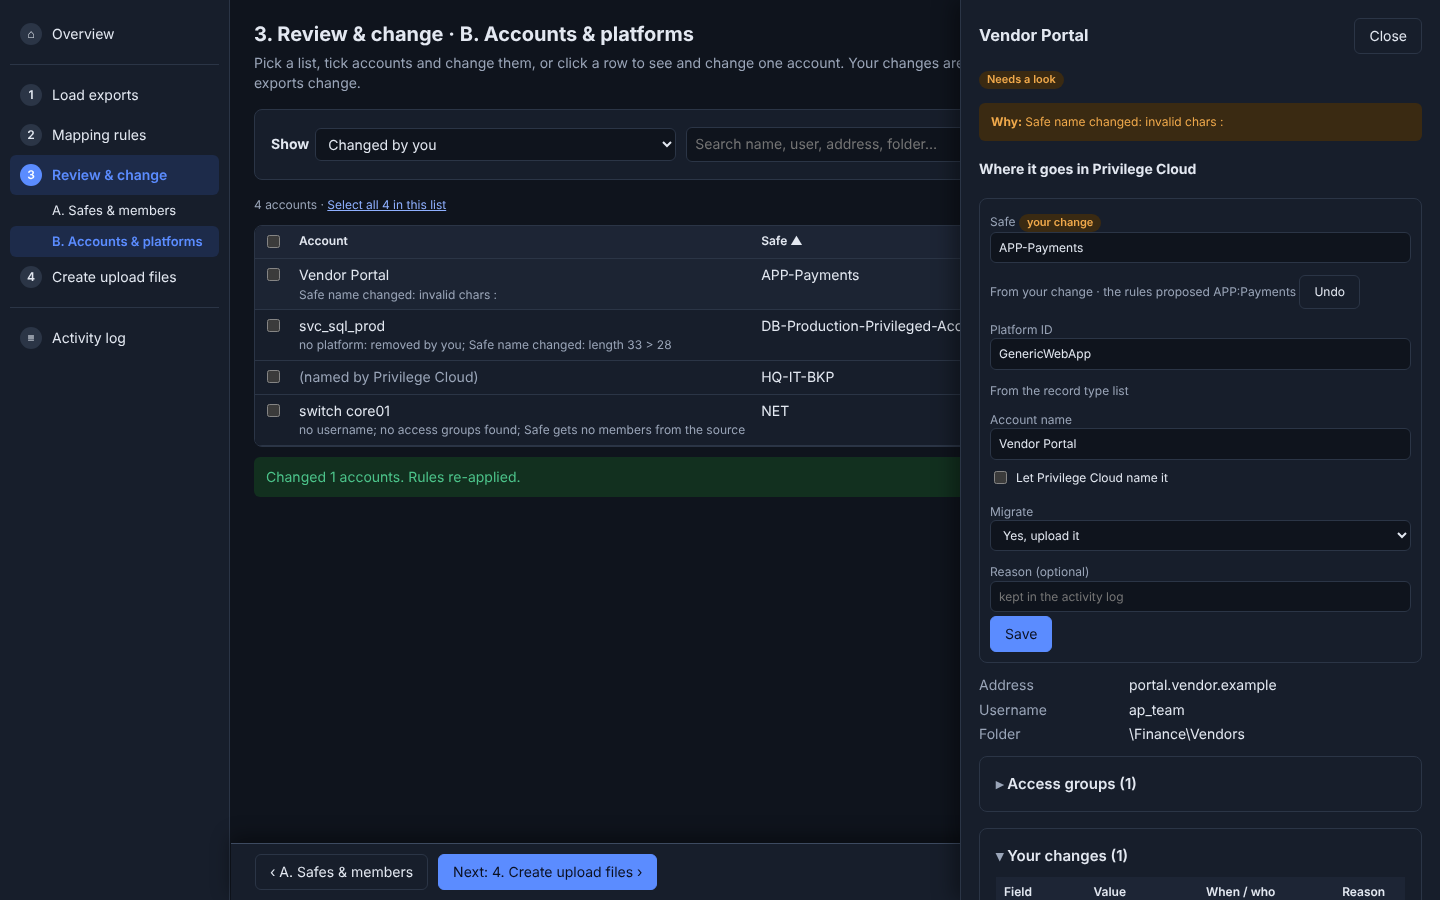 ⌂ Overview
1 Load exports
2 Mapping rules
3 Review & change
A. Safes & members
B. Accounts & platforms
4 Create upload files
≡ Activity log
3. Review & change · B. Accounts & platforms
Pick a list, tick accounts and change them, or click a row to see and change one account. Your changes are
exports change.
Show Changed by you Search name, user, address, folder...
4 accounts · Select all 4 in this list
Account Safe ▲
Vendor Portal APP-Payments
Safe name changed: invalid chars :
svc_sql_prod DB-Production-Privileged-Acc
no platform: removed by you; Safe name changed: length 33 > 28
(named by Privilege Cloud) HQ-IT-BKP
switch core01 NET
no username; no access groups found; Safe gets no members from the source
Changed 1 accounts. Rules re-applied.
‹ A. Safes & members Next: 4. Create upload files ›
Vendor Portal Close
Needs a look
Why: Safe name changed: invalid chars :
Where it goes in Privilege Cloud
Safe your change
APP-Payments
From your change · the rules proposed APP:Payments Undo
Platform ID
GenericWebApp
From the record type list
Account name
Vendor Portal
Let Privilege Cloud name it
Migrate
Yes, upload it
Reason (optional)
kept in the activity log
Save
Address portal.vendor.example
Username ap_team
Folder \Finance\Vendors
▸ Access groups (1)
▾ Your changes (1)
Field Value When / who Reason